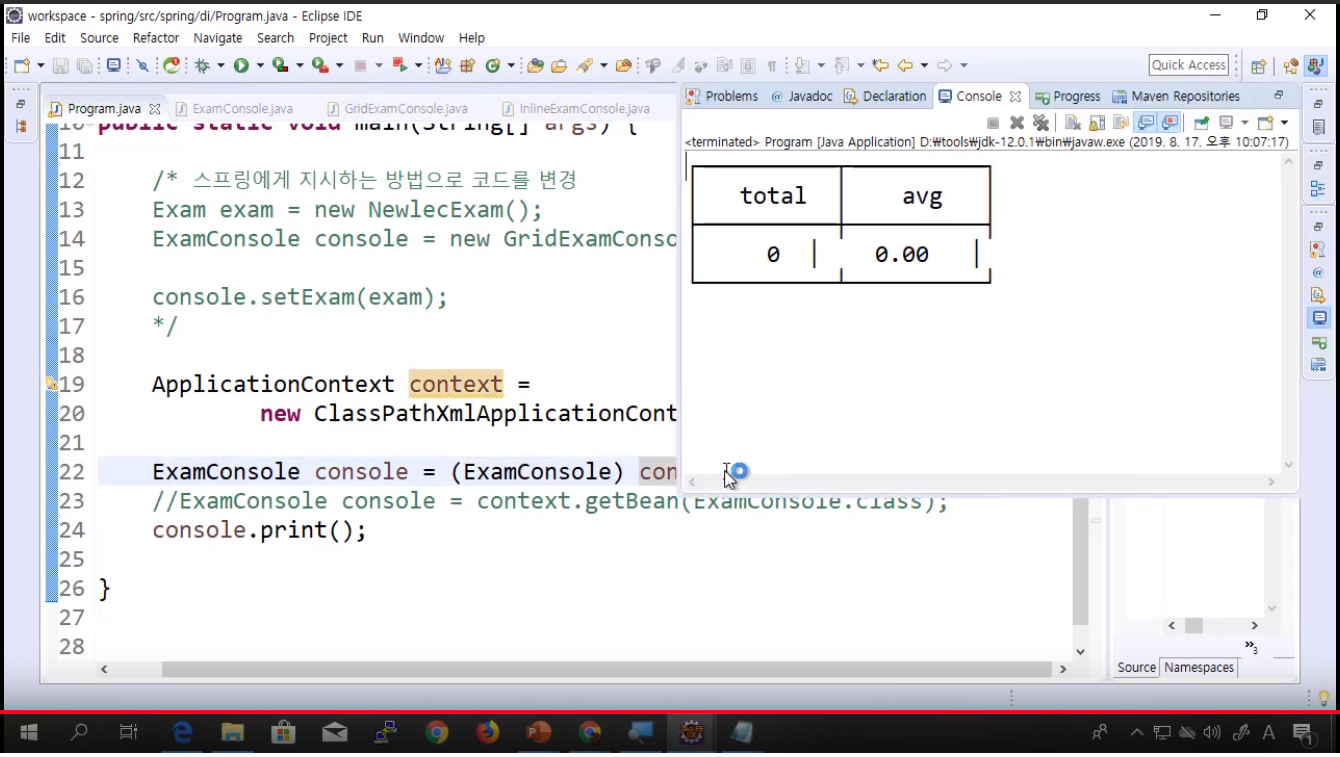 workspace - spring/src/spring/di/Program.java - Eclipse IDE
File Edit Source Refactor Navigate Search Project Run Window Help
Quick Access
Program.java ExamConsole.java GridExamConsole.java InlineExamConsole.java
Problems @ Javadoc Declaration Console Progress Maven Repositories
<terminated> Program [Java Application] D:₩tools₩jdk-12.0.1₩bin₩javaw.exe (2019. 8. 17. 오후 10:07:17)
total avg
0 0.00
10 public static void main(String[] args) {
11
12 /* 스프링에게 지시하는 방법으로 코드를 변경
13 Exam exam = new NewlecExam();
14 ExamConsole console = new GridExamConso
15
16 console.setExam(exam);
17 */
18
19 ApplicationContext context =
20 new ClassPathXmlApplicationCont
21
22 ExamConsole console = (ExamConsole) con
23 //ExamConsole console = context.getBean(ExamConsole.class);
24 console.print();
25
26 }
27
28
»3
Source Namespaces
A
1